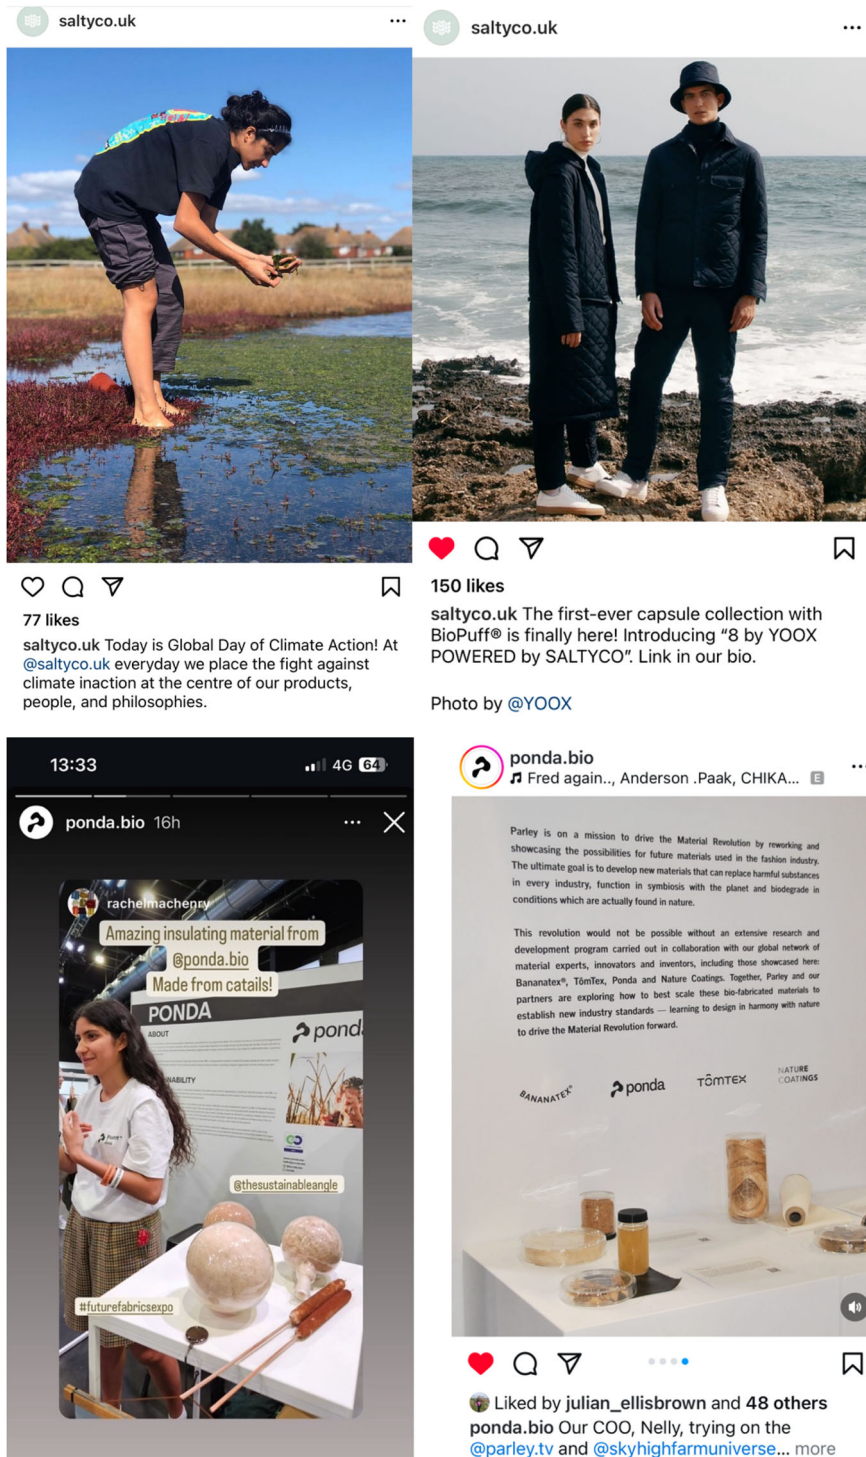 saltyco.uk
77 likes
saltyco.uk Today is Global Day of Climate Action! At
@saltyco.uk everyday we place the fight against
climate inaction at the centre of our products,
people, and philosophies.
saltyco.uk
150 likes
saltyco.uk The first-ever capsule collection with
BioPuff® is finally here! Introducing “8 by YOOX
POWERED by SALTYCO”. Link in our bio.
Photo by @YOOX
13:33
4G 64
ponda.bio 16h
rachelmachenry
Amazing insulating material from
@ponda.bio
Made from catails!
PONDA
ABOUT
pond
NABILITY
@thesustainableangle
#futurefabricsexpo
ponda.bio
Fred again.., Anderson .Paak, CHIKA... E
Parley is on a mission to drive the Material Revolution by reworking and
showcasing the possibilities for future materials used in the fashion industry.
The ultimate goal is to develop new materials that can replace harmful substances
in every industry, function in symbiosis with the planet and biodegrade in
conditions which are actually found in nature.
This revolution would not be possible without an extensive research and
development program carried out in collaboration with our global network of
material experts, innovators and inventors, including those showcased here:
Bananatex®, TômTex, Ponda and Nature Coatings. Together, Parley and our
partners are exploring how to best scale these bio-fabricated materials to
establish new industry standards — learning to design in harmony with nature
to drive the Material Revolution forward.
BANANATEX®
ponda
TÔMTEX
NATURE
COATINGS
Liked by julian_ellisbrown and 48 others
ponda.bio Our COO, Nelly, trying on the
@parley.tv and @skyhighfarmuniverse... more